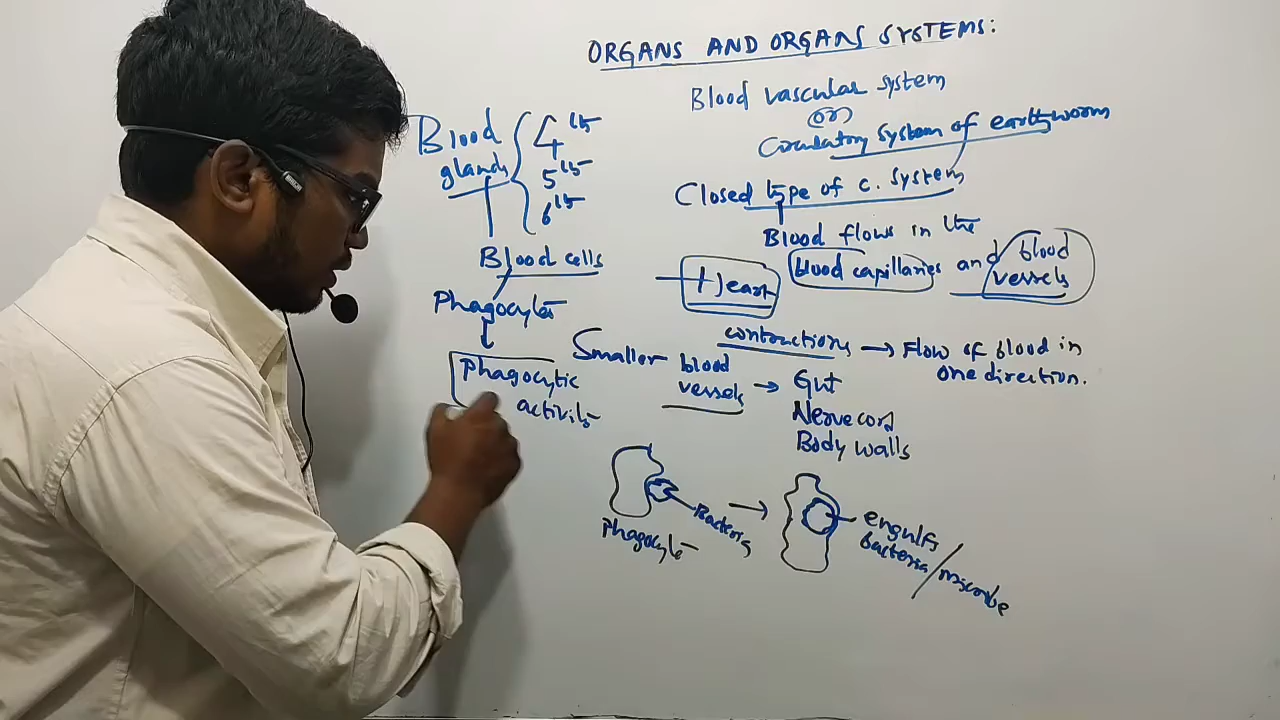 ORGANS AND ORGANS SYSTEMS:
Blood vascular system
(or)
Circulatory system of earthworm
Closed type of c. system
Blood flows in the
blood capillaries and blood vessels
Heart
contractions → Flow of blood in
one direction.
Blood glands { 4th
5th
6th
Blood cells
Phagocytes
Phagocytic
activity
Smaller blood
vessels → Gut
Nerve cord
Body walls
Phagocyte
Bacteria
→
engulfs
bacteria/microbe